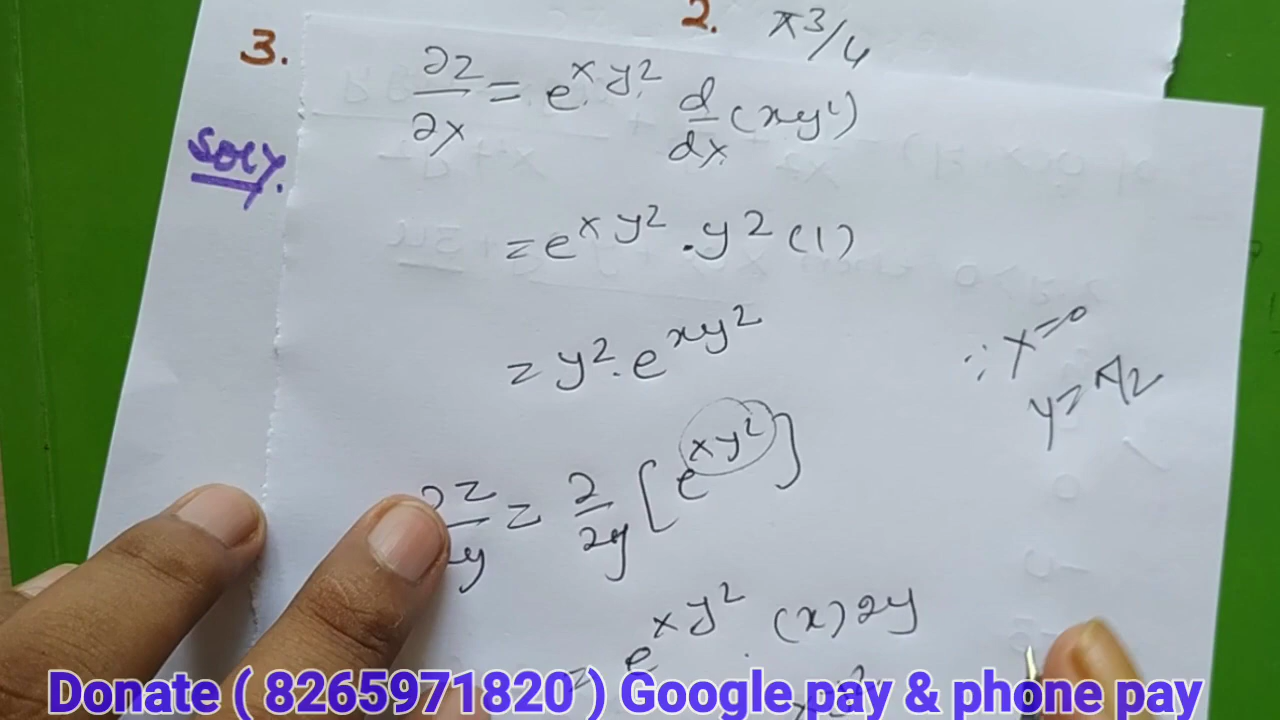 2. π³/4
3. ∂z/∂x = e^xy² d/dx (xy²)
Soln.
= e^xy² . y² (1)
= y². e^xy²
∵ x=0
y=π/2
∂z/∂y = ∂/∂y [e^xy²]
= e^xy² . (x) 2y
Donate ( 8265971820 ) Google pay & phone pay